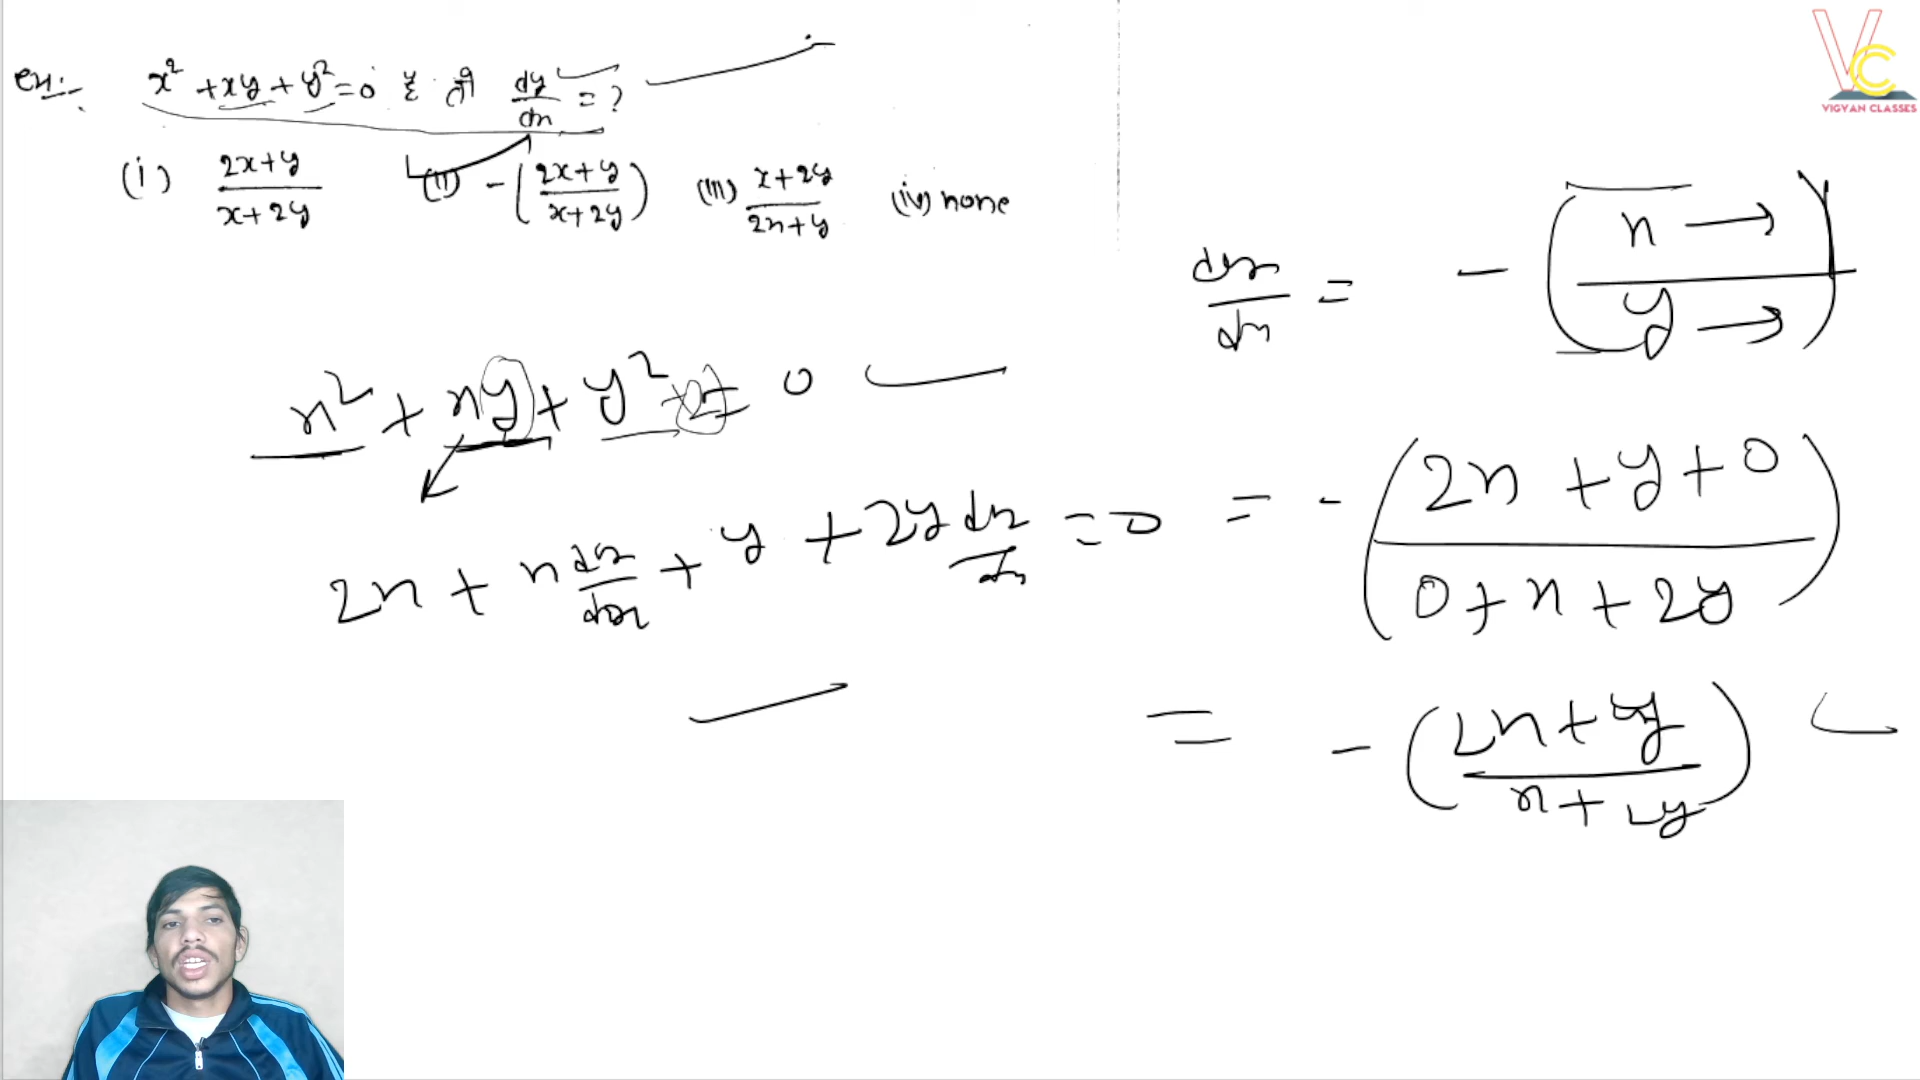 Ex:- x² + xy + y² = 0 है तो dy/dx = ?
(i) 2x+y/x+2y (ii) -(2x+y/x+2y) (iii) x+2y/2x+y (iv) none
VC
VIGYAN CLASSES
dy/dx = -(x →/y →)
x² + xy + y² = 0
= -(2x + y + 0/0 + x + 2y)
2x + x dy/dx + y + 2y dy/dx = 0
= -(2x + y/x + 2y)